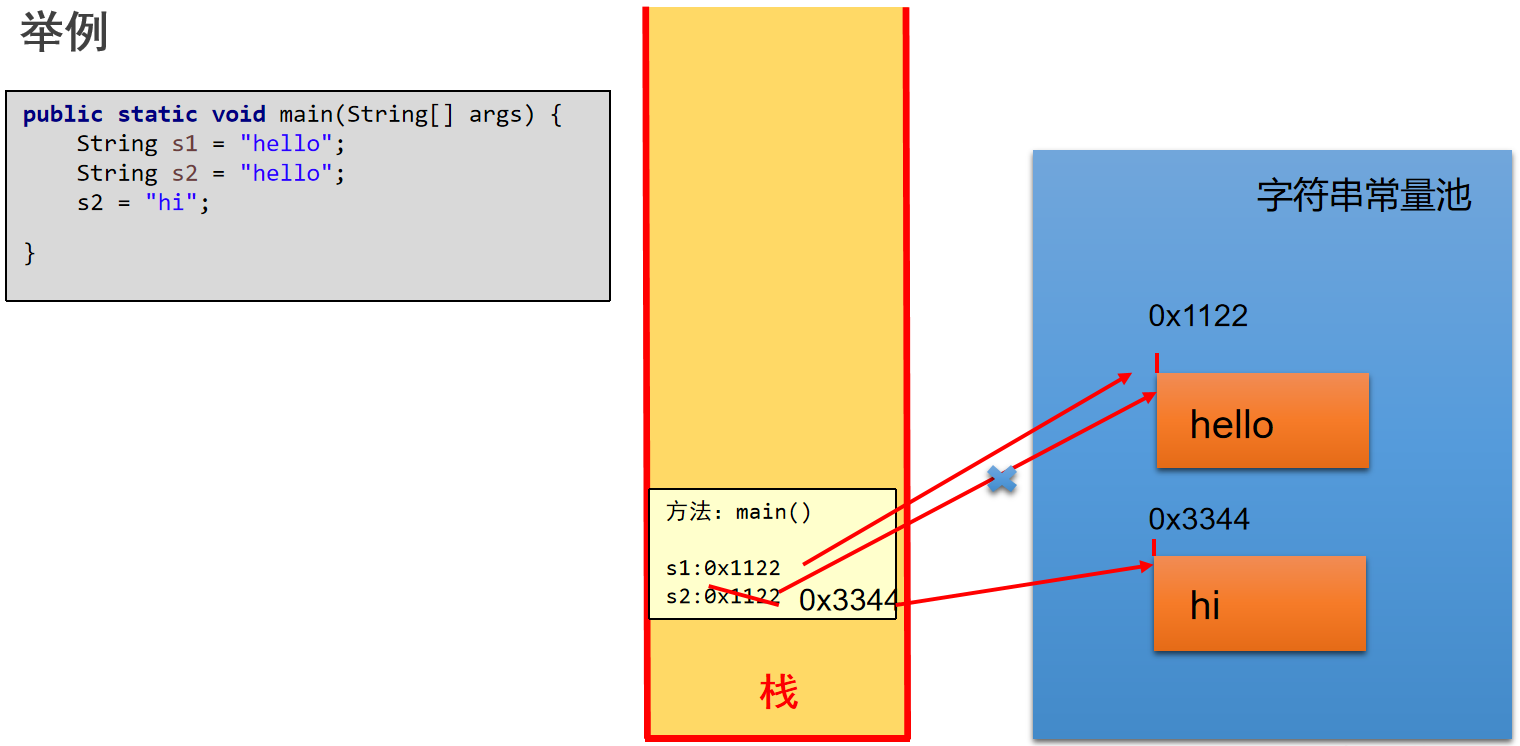 举例
public static void main(String[] args) {
    String s1 = "hello";
    String s2 = "hello";
    s2 = "hi";
}
方法：main()
s1:0x1122
s2:0x1122 0x3344
栈
字符串常量池
0x1122
hello
0x3344
hi